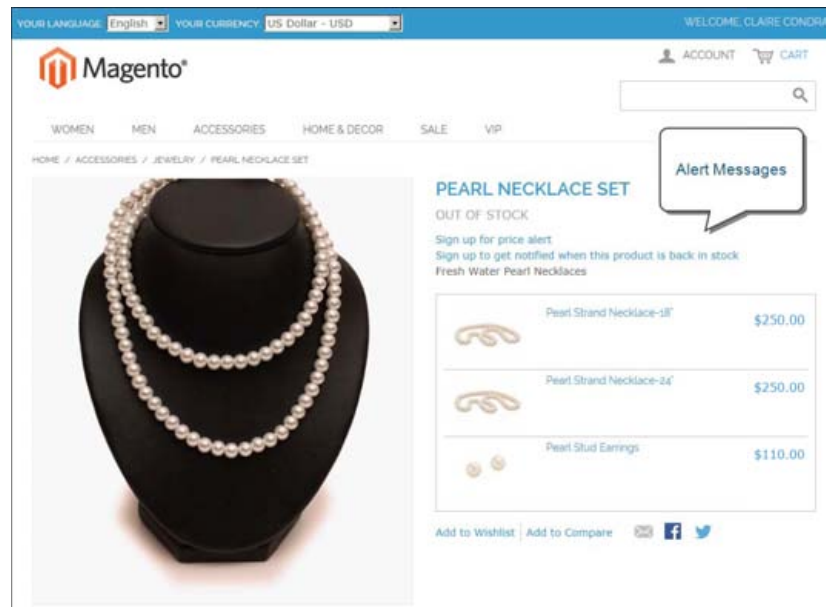 YOUR LANGUAGE: English YOUR CURRENCY: US Dollar - USD WELCOME, CLAIRE CONDRA
Magento®
ACCOUNT CART
WOMEN MEN ACCESSORIES HOME & DECOR SALE VIP
HOME / ACCESSORIES / JEWELRY / PEARL NECKLACE SET
Alert Messages
PEARL NECKLACE SET
OUT OF STOCK
Sign up for price alert
Sign up to get notified when this product is back in stock
Fresh Water Pearl Necklaces
Pearl Strand Necklace-18" $250.00
Pearl Strand Necklace-24" $250.00
Pearl Stud Earrings $110.00
Add to Wishlist Add to Compare